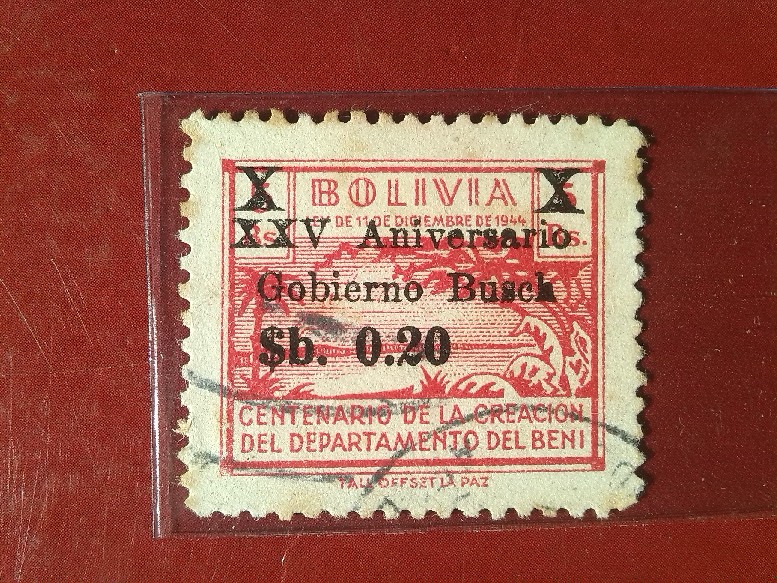 X BOLIVIA X
LEY DE 11 DE DICIEMBRE DE 1944
XXV Aniversario
Bs.
Gobierno Busch
$b. 0.20
CENTENARIO DE LA CREACION
DEL DEPARTAMENTO DEL BENI
TALL. OFFSET LA PAZ